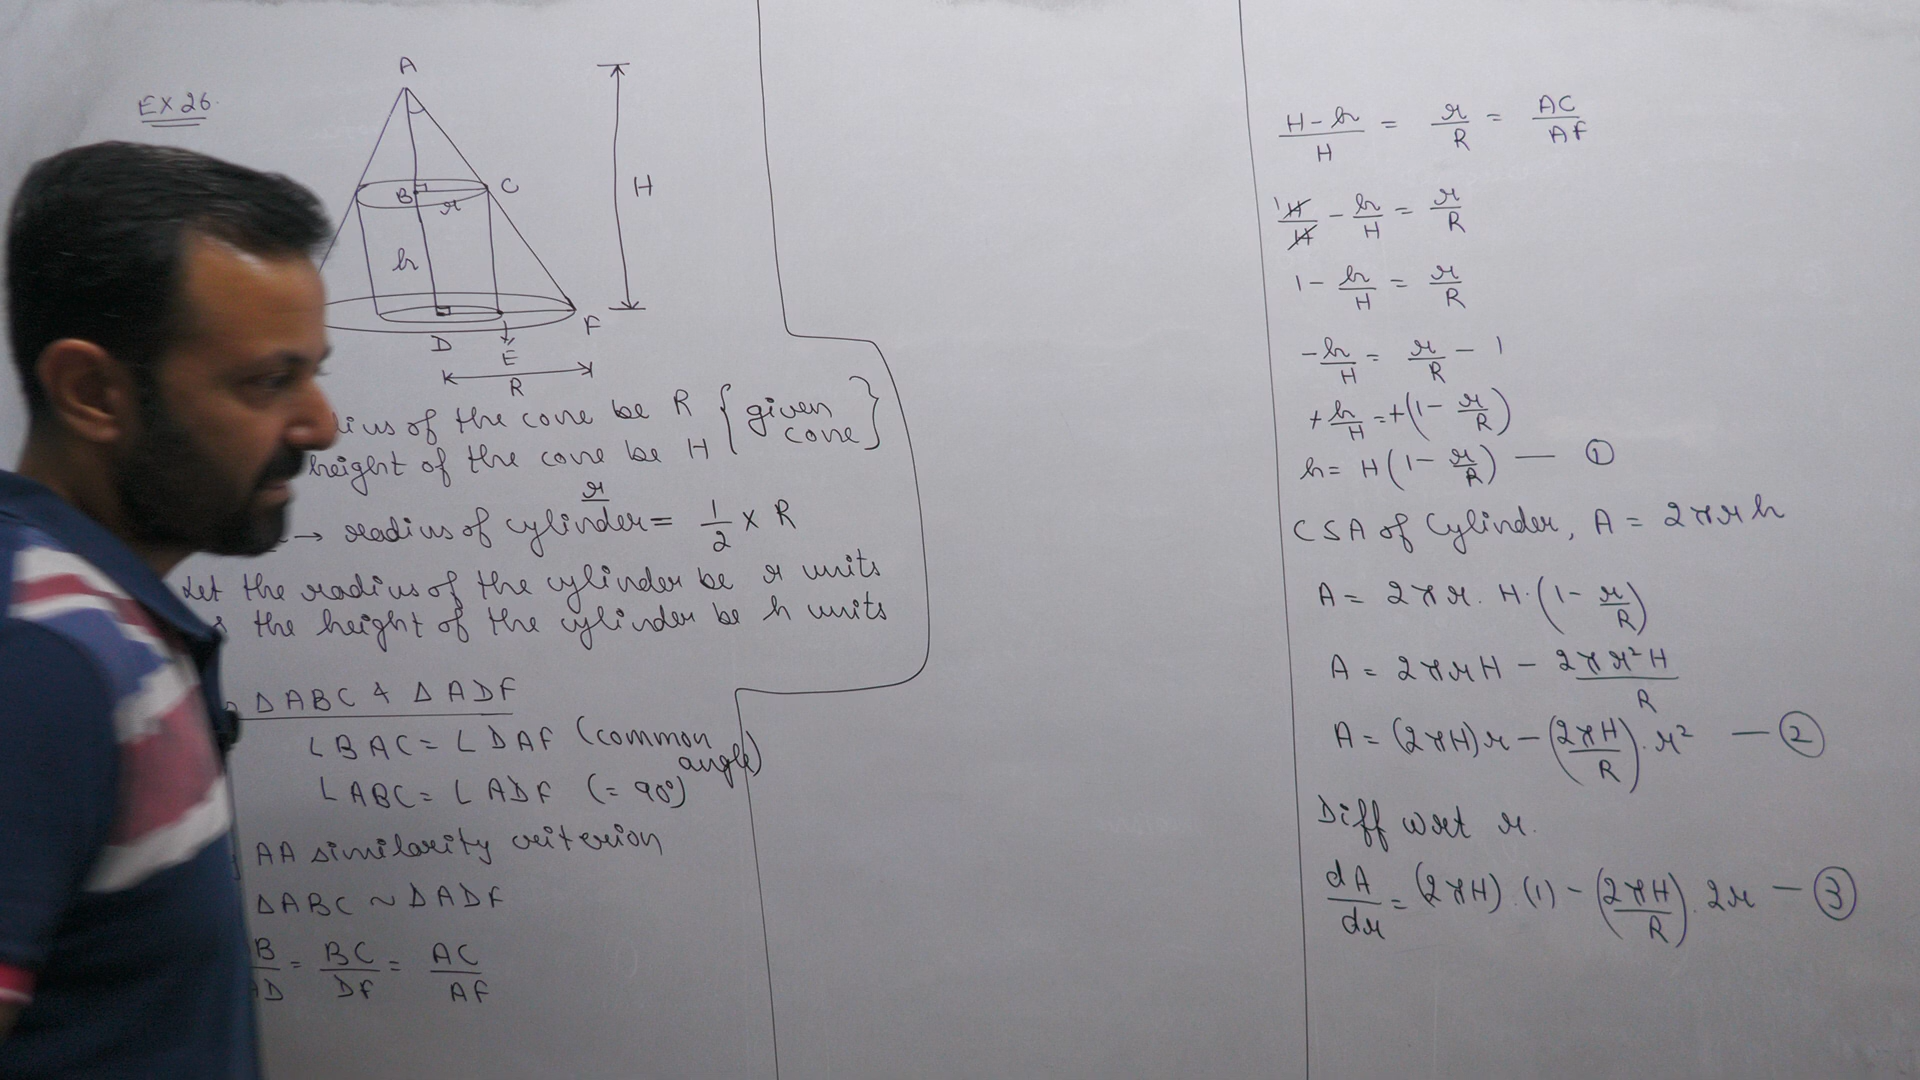 EX 26.
A
B
C
r
h
H
D
E
F
R
of the cone be R {given cone}
height of the cone be H
→ radius of cylinder = 1/2 × R
r
Let the radius of the cylinder be r units
the height of the cylinder be h units
ΔABC & ΔADF
∠BAC = ∠DAF (common angle)
∠ABC = ∠ADF (= 90°)
AA similarity criterion
ΔABC ~ ΔADF
B/AD = BC/DF = AC/AF
H-h/H = r/R = AC/AF
1 H/H - h/H = r/R
1 - h/H = r/R
-h/H = r/R - 1
+h/H = +(1 - r/R)
h = H(1 - r/R) — ①
CSA of Cylinder, A = 2πrh
A = 2πr. H.(1 - r/R)
A = 2πrH - 2πr²H/R
A = (2πH)r - (2πH/R).r² — ②
Diff wrt r.
dA/dr = (2πH).(1) - (2πH/R).2r — ③